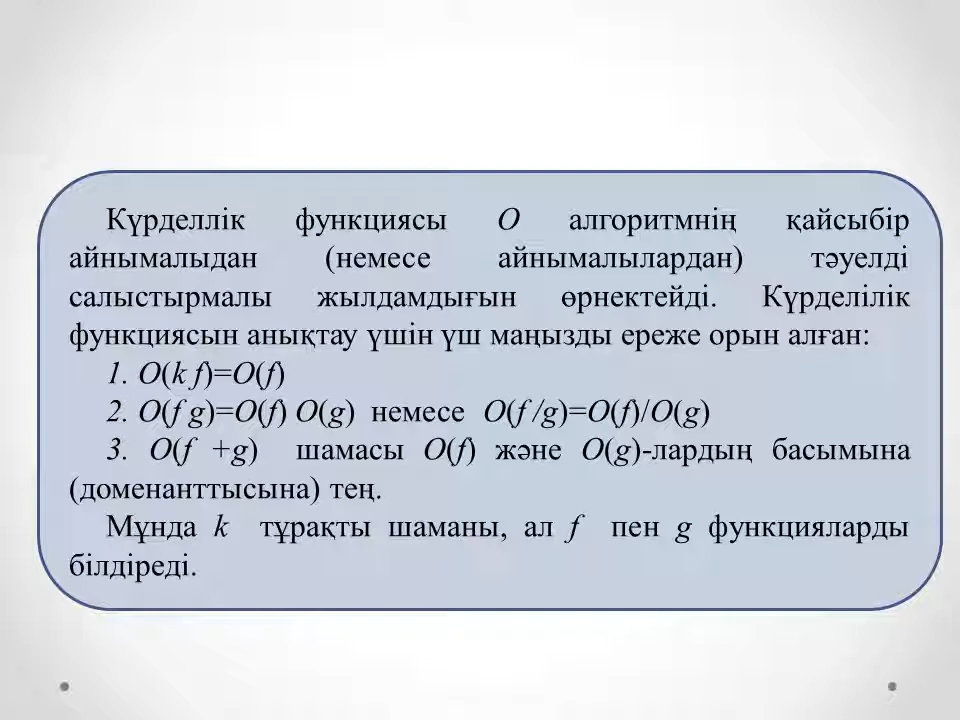 Күрделлік функциясы O алгоритмнің қайсыбір
айнымалыдан (немесе айнымалылардан) тәуелді
салыстырмалы жылдамдығын өрнектейді. Күрделілік
функциясын анықтау үшін үш маңызды ереже орын алған:
1. O(k f)=O(f)
2. O(f g)=O(f) O(g) немесе O(f /g)=O(f)/O(g)
3. O(f +g) шамасы O(f) және O(g)-лардың басымына
(доменанттысына) тең.
Мұнда k тұрақты шаманы, ал f пен g функцияларды
білдіреді.